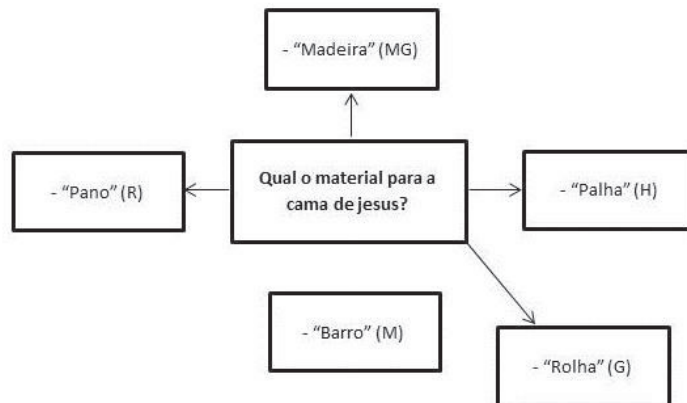 - “Madeira” (MG)
- “Pano” (R)
Qual o material para a
cama de jesus?
- “Palha” (H)
- “Barro” (M)
- “Rolha” (G)